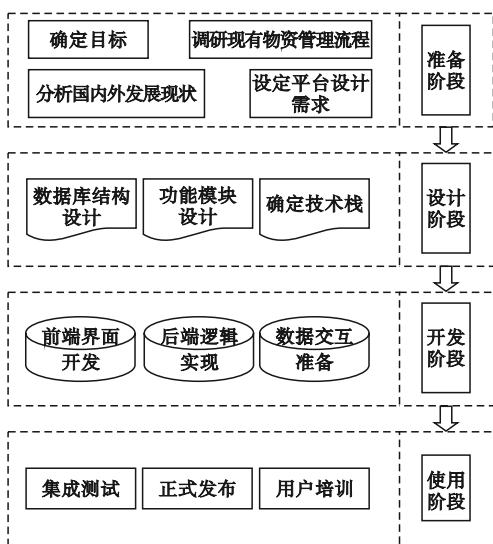 确定目标
调研现有物资管理流程
准备
阶段
分析国内外发展现状
设定平台设计
需求
数据库结构
设计
功能模块
设计
确定技术栈
设计
阶段
前端界面
开发
后端逻辑
实现
数据交互
准备
开发
阶段
集成测试
正式发布
用户培训
使用
阶段